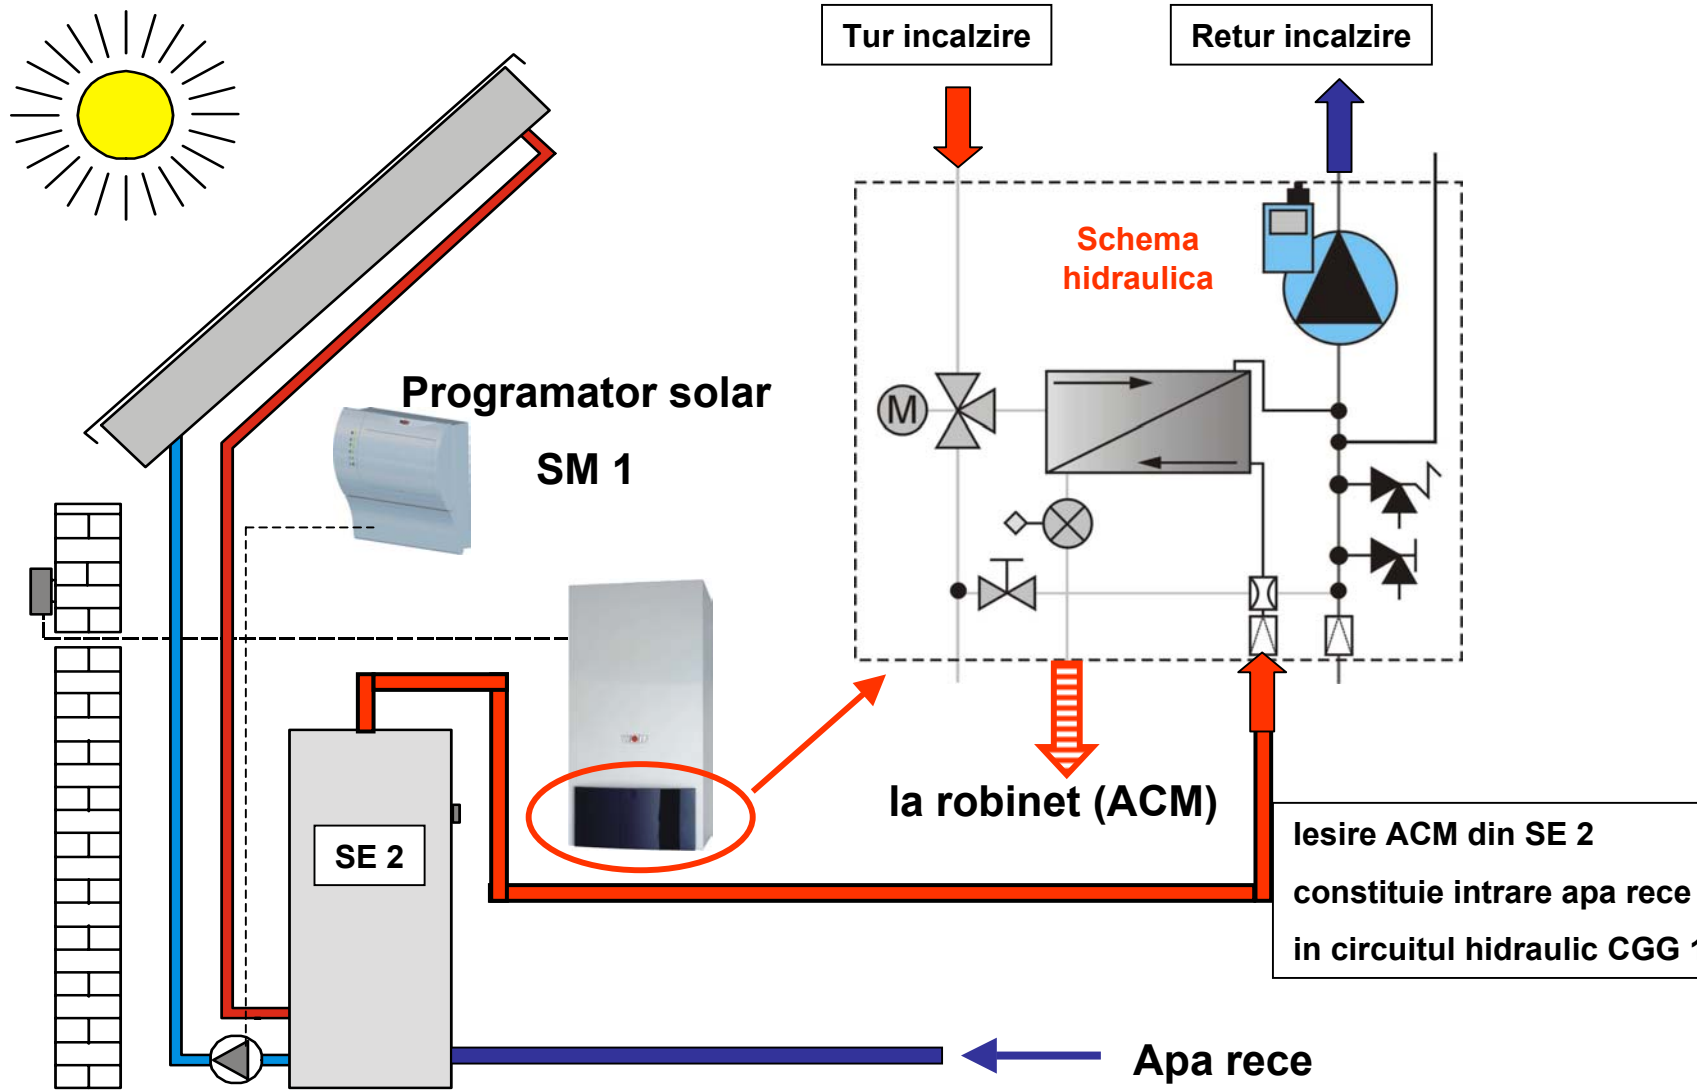 Tur incalzire
Retur incalzire
Schema
hidraulica
Programator solar
SM 1
M
SE 2
la robinet (ACM)
Iesire ACM din SE 2
constituie intrare apa rece
in circuitul hidraulic CGG 1
Apa rece